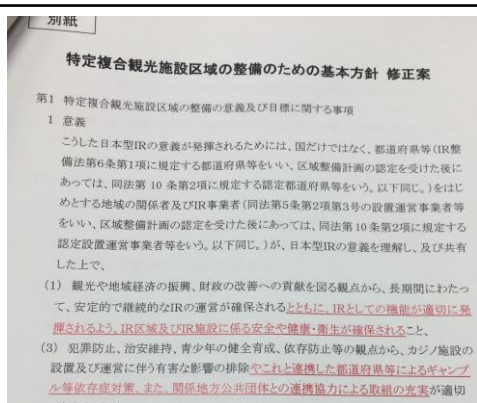 別紙
特定複合観光施設区域の整備のための基本方針 修正案
第1 特定複合観光施設区域の整備の意義及び目標に関する事項
1 意義
こうした日本型IRの意義が発揮されるためには、国だけではなく、都道府県等(IR整
備法第6条第1項に規定する都道府県等をいい、区域整備計画の認定を受けた後に
あっては、同法第 10 条第2項に規定する認定都道府県等をいう。以下同じ。)をはじ
めとする地域の関係者及びIR事業者(同法第5条第2項第3号の設置運営事業者等
をいい、区域整備計画の認定を受けた後にあっては、同法第 10 条第2項に規定する
認定設置運営事業者等をいう。以下同じ。)が、日本型IRの意義を理解し、及び共有
した上で、
(1) 観光や地域経済の振興、財政の改善への貢献を図る観点から、長期間にわたっ
て、安定的で継続的なIRの運営が確保されるとともに、IRとしての機能が適切に発
揮されるよう、IR区域及びIR施設に係る安全や健康・衛生が確保されること、
(3) 犯罪防止、治安維持、青少年の健全育成、依存防止等の観点から、カジノ施設の
設置及び運営に伴う有害な影響の排除やこれと連携した都道府県等によるギャンブ
ル等依存症対策、また、関係地方公共団体との連携協力による取組の充実が適切